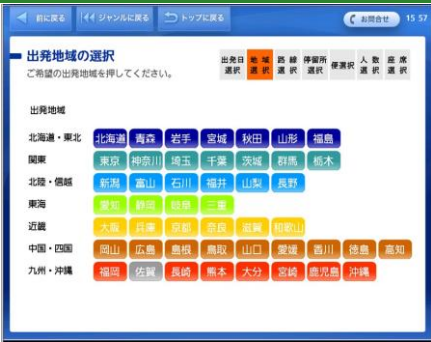 前に戻る ジャンルに戻る トップに戻る お問合せ 15 57
出発地域の選択
ご希望の出発地域を押してください。
出発日選択 地域選択 路線選択 停留所選択 便選択 人数選択 座席選択
出発地域
北海道・東北 北海道 青森 岩手 宮城 秋田 山形 福島
関東 東京 神奈川 埼玉 千葉 茨城 群馬 栃木
北陸・信越 新潟 富山 石川 福井 山梨 長野
東海 愛知 静岡 岐阜 三重
近畿 大阪 兵庫 京都 奈良 滋賀 和歌山
中国・四国 岡山 広島 島根 鳥取 山口 愛媛 香川 徳島 高知
九州・沖縄 福岡 佐賀 長崎 熊本 大分 宮崎 鹿児島 沖縄